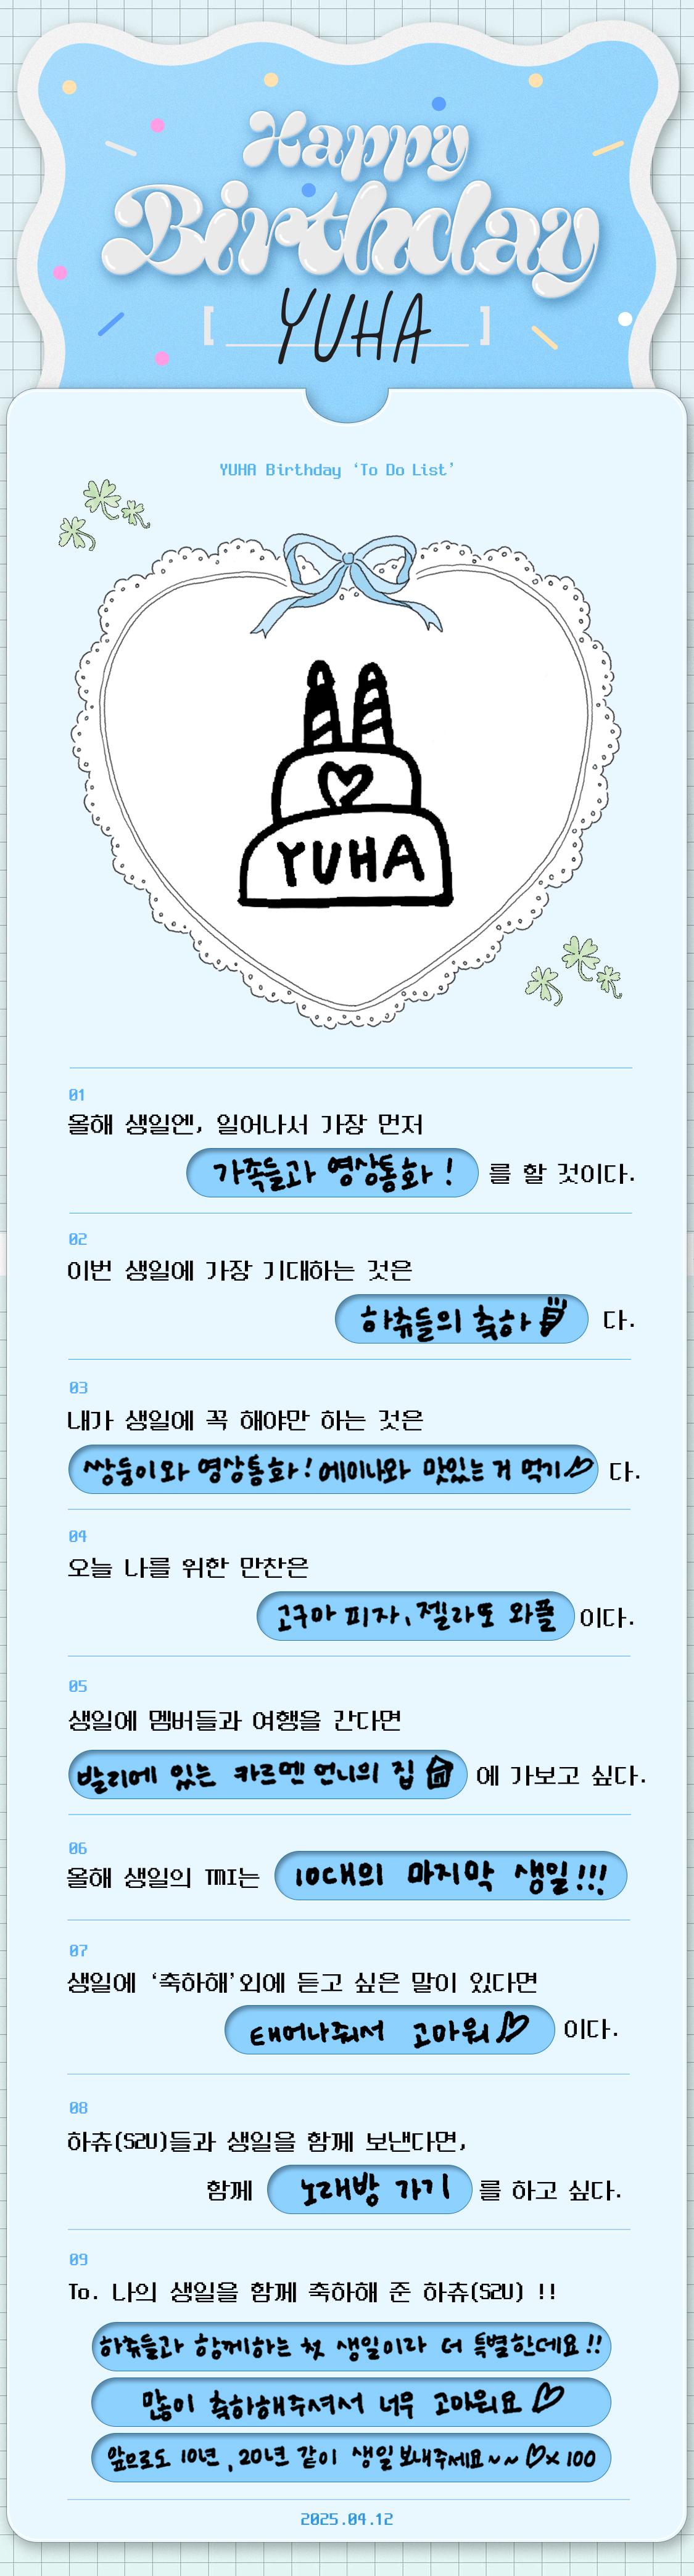 Happy
Birthday
[ YUHA ]
YUHA Birthday ‘To Do List’
YUHA
01
올해 생일엔, 일어나서 가장 먼저
가족들과 영상통화! 를 할 것이다.
02
이번 생일에 가장 기대하는 것은
하츄들의 축하 다.
03
내가 생일에 꼭 해야만 하는 것은
쌍둥이와 영상통화! 에이나와 맛있는 거 먹기♡ 다.
04
오늘 나를 위한 만찬은
고구마 피자, 젤라또 와플 이다.
05
생일에 멤버들과 여행을 간다면
발리에 있는 카르멘 언니의 집 에 가보고 싶다.
06
올해 생일의 TMI는 10대의 마지막 생일!!!
07
생일에 ‘축하해’외에 듣고 싶은 말이 있다면
태어나줘서 고마워♡ 이다.
08
하츄(S2U)들과 생일을 함께 보낸다면,
함께 노래방 가기 를 하고 싶다.
09
To. 나의 생일을 함께 축하해 준 하츄(S2U) !!
하츄들과 함께하는 첫 생일이라 더 특별한데요!!
많이 축하해주셔서 너무 고마워요♡
앞으로도 10년, 20년 같이 생일 보내주세요~~♡x100
2025.04.12